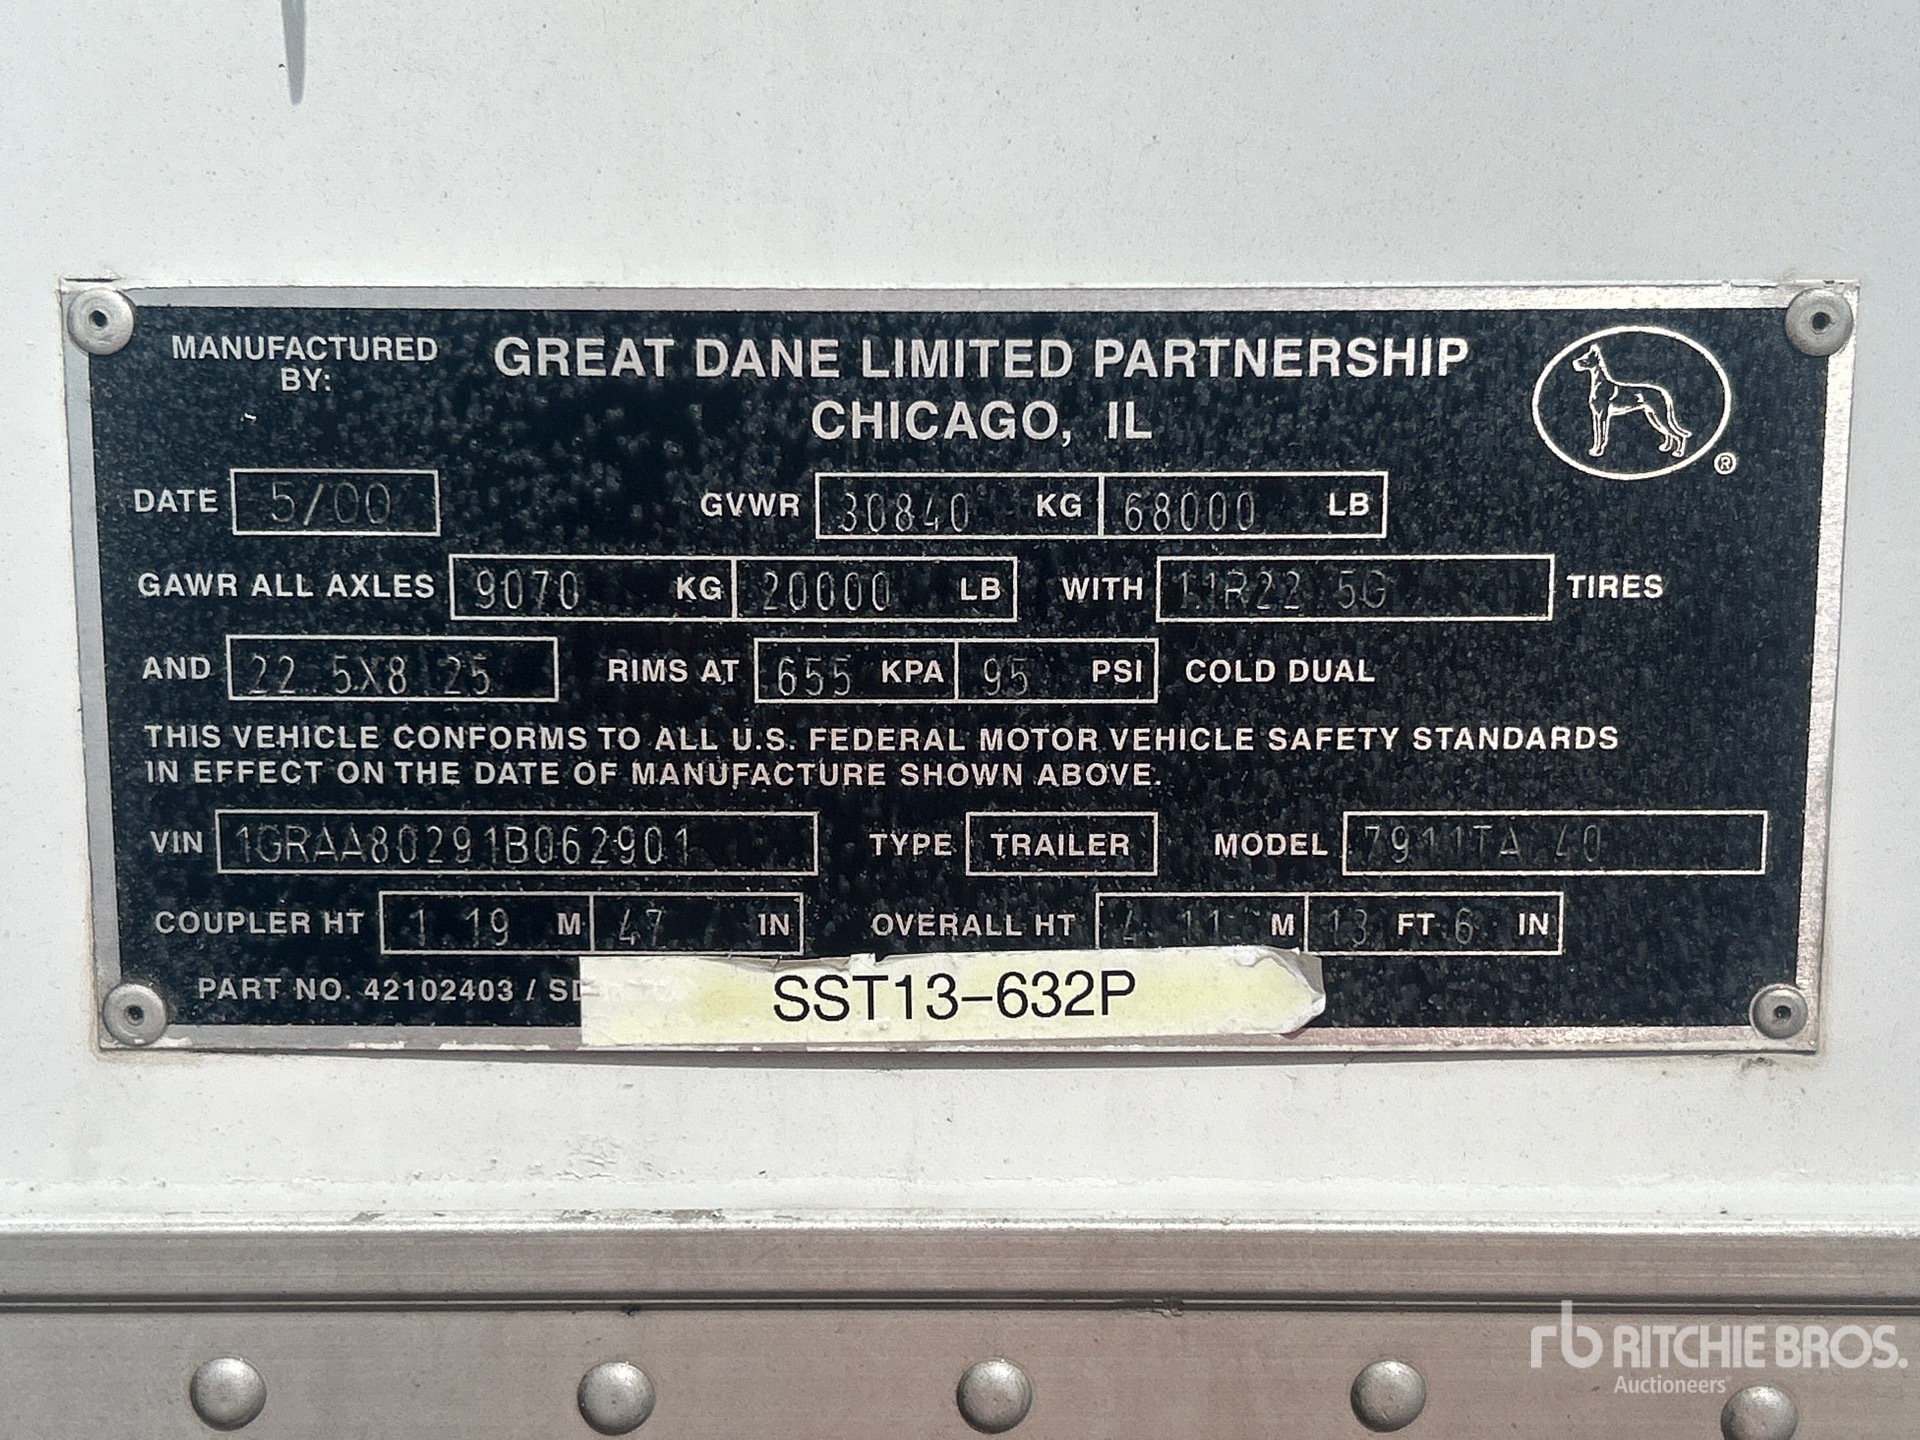 MANUFACTURED BY: GREAT DANE LIMITED PARTNERSHIP
CHICAGO, IL
®
DATE 5/00 GVWR 30840 KG 68000 LB
GAWR ALL AXLES 9070 KG 20000 LB WITH 11R22 5G TIRES
AND 22 5X8 25 RIMS AT 655 KPA 95 PSI COLD DUAL
THIS VEHICLE CONFORMS TO ALL U.S. FEDERAL MOTOR VEHICLE SAFETY STANDARDS
IN EFFECT ON THE DATE OF MANUFACTURE SHOWN ABOVE.
VIN 1GRAA80291B062901 TYPE TRAILER MODEL 7911TA 40
COUPLER HT 1 19 M 47 IN OVERALL HT 4 11 M 13 FT 6 IN
PART NO. 42102403 /
SST13-632P
rb RITCHIE BROS.
Auctioneers